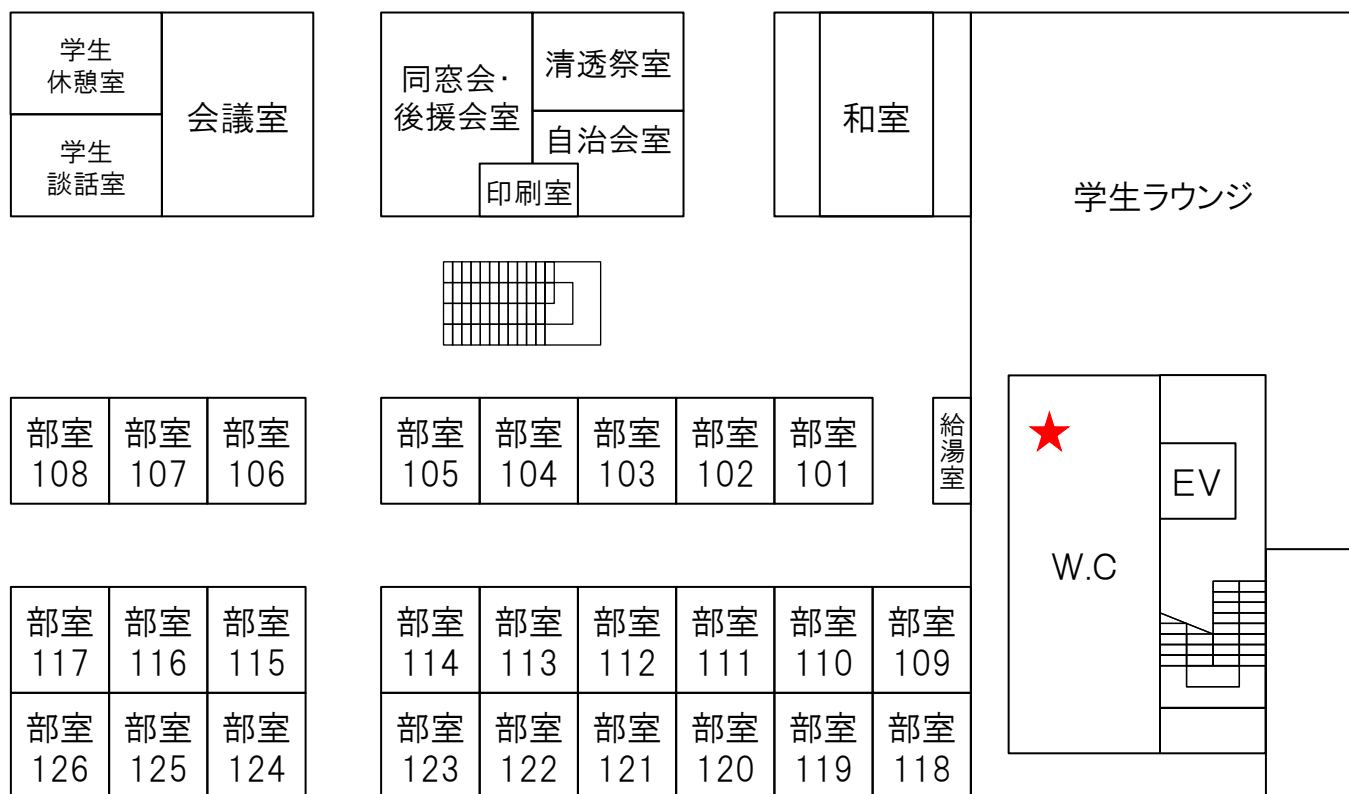 学生
休憩室
会議室
学生
談話室
同窓会・
後援会室
清透祭室
自治会室
印刷室
和室
学生ラウンジ
部室
108
部室
107
部室
106
部室
105
部室
104
部室
103
部室
102
部室
101
給湯室
EV
W.C
部室
117
部室
116
部室
115
部室
114
部室
113
部室
112
部室
111
部室
110
部室
109
部室
126
部室
125
部室
124
部室
123
部室
122
部室
121
部室
120
部室
119
部室
118